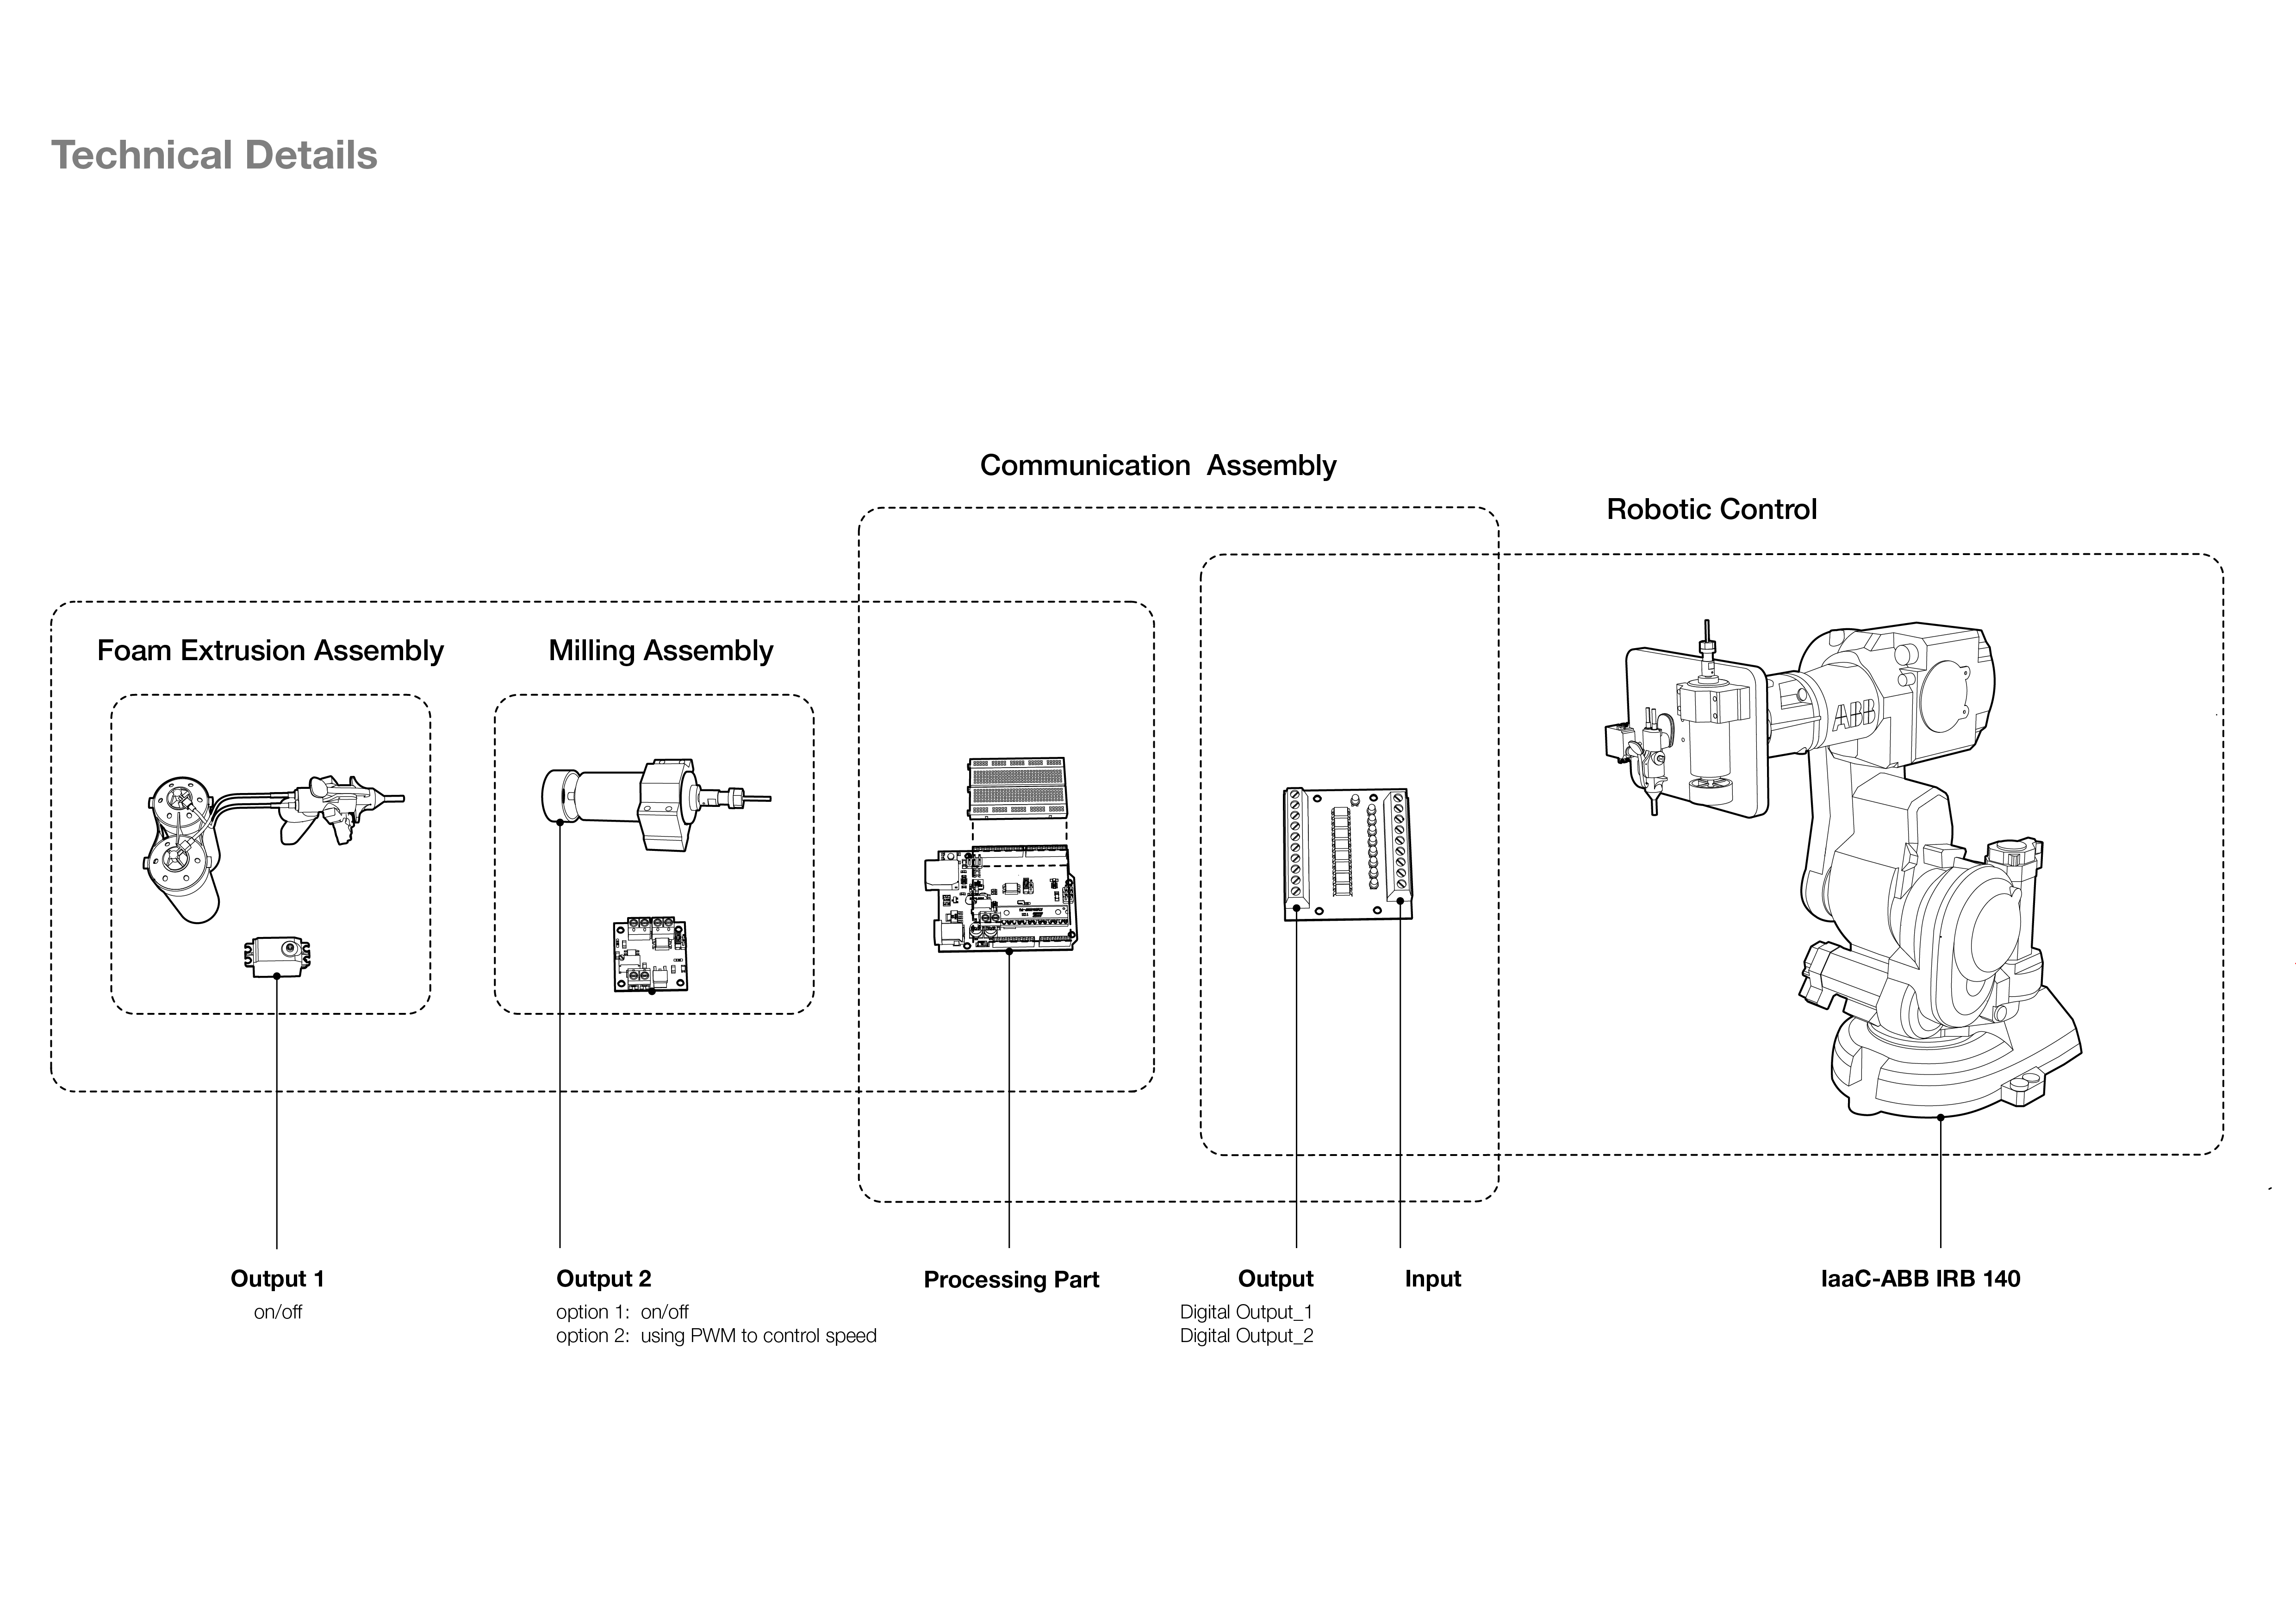 Technical Details
Communication Assembly
Robotic Control
Foam Extrusion Assembly
Milling Assembly
ABB
Output 1
on/off
Output 2
option 1: on/off
option 2: using PWM to control speed
Processing Part
Output
Digital Output_1
Digital Output_2
Input
IaaC-ABB IRB 140